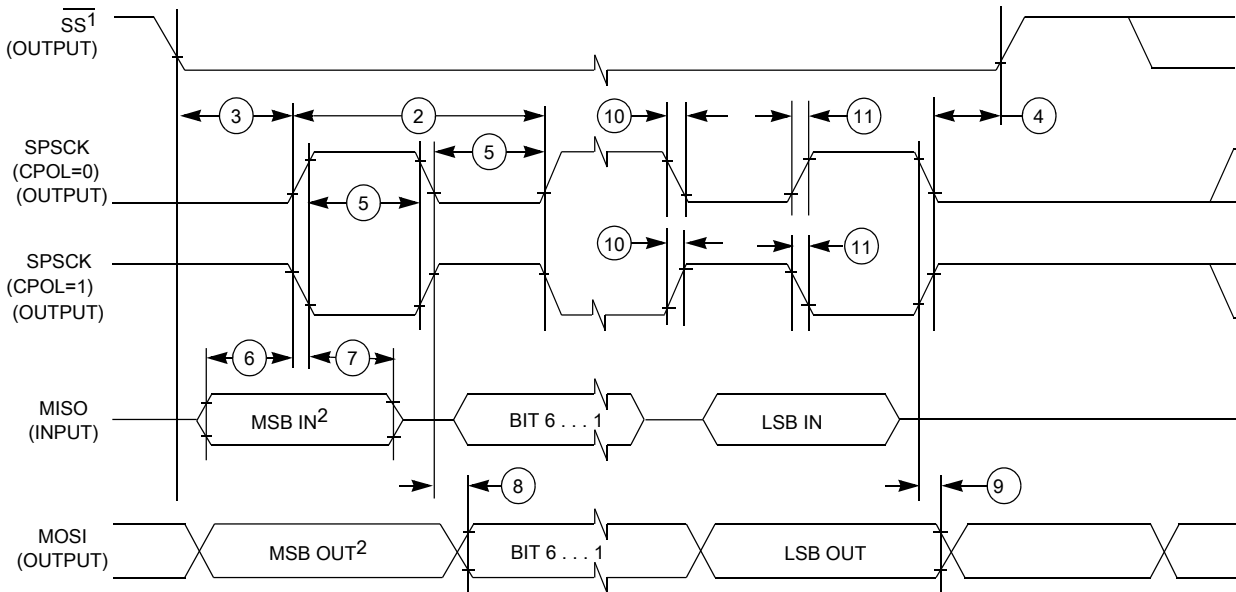 SS1
(OUTPUT)
3
2
10
11
4
SPSCK
(CPOL=0)
(OUTPUT)
5
5
SPSCK
(CPOL=1)
(OUTPUT)
10
11
6
7
MISO
(INPUT)
MSB IN2
BIT 6 . . . 1
LSB IN
8
9
MOSI
(OUTPUT)
MSB OUT2
BIT 6 . . . 1
LSB OUT